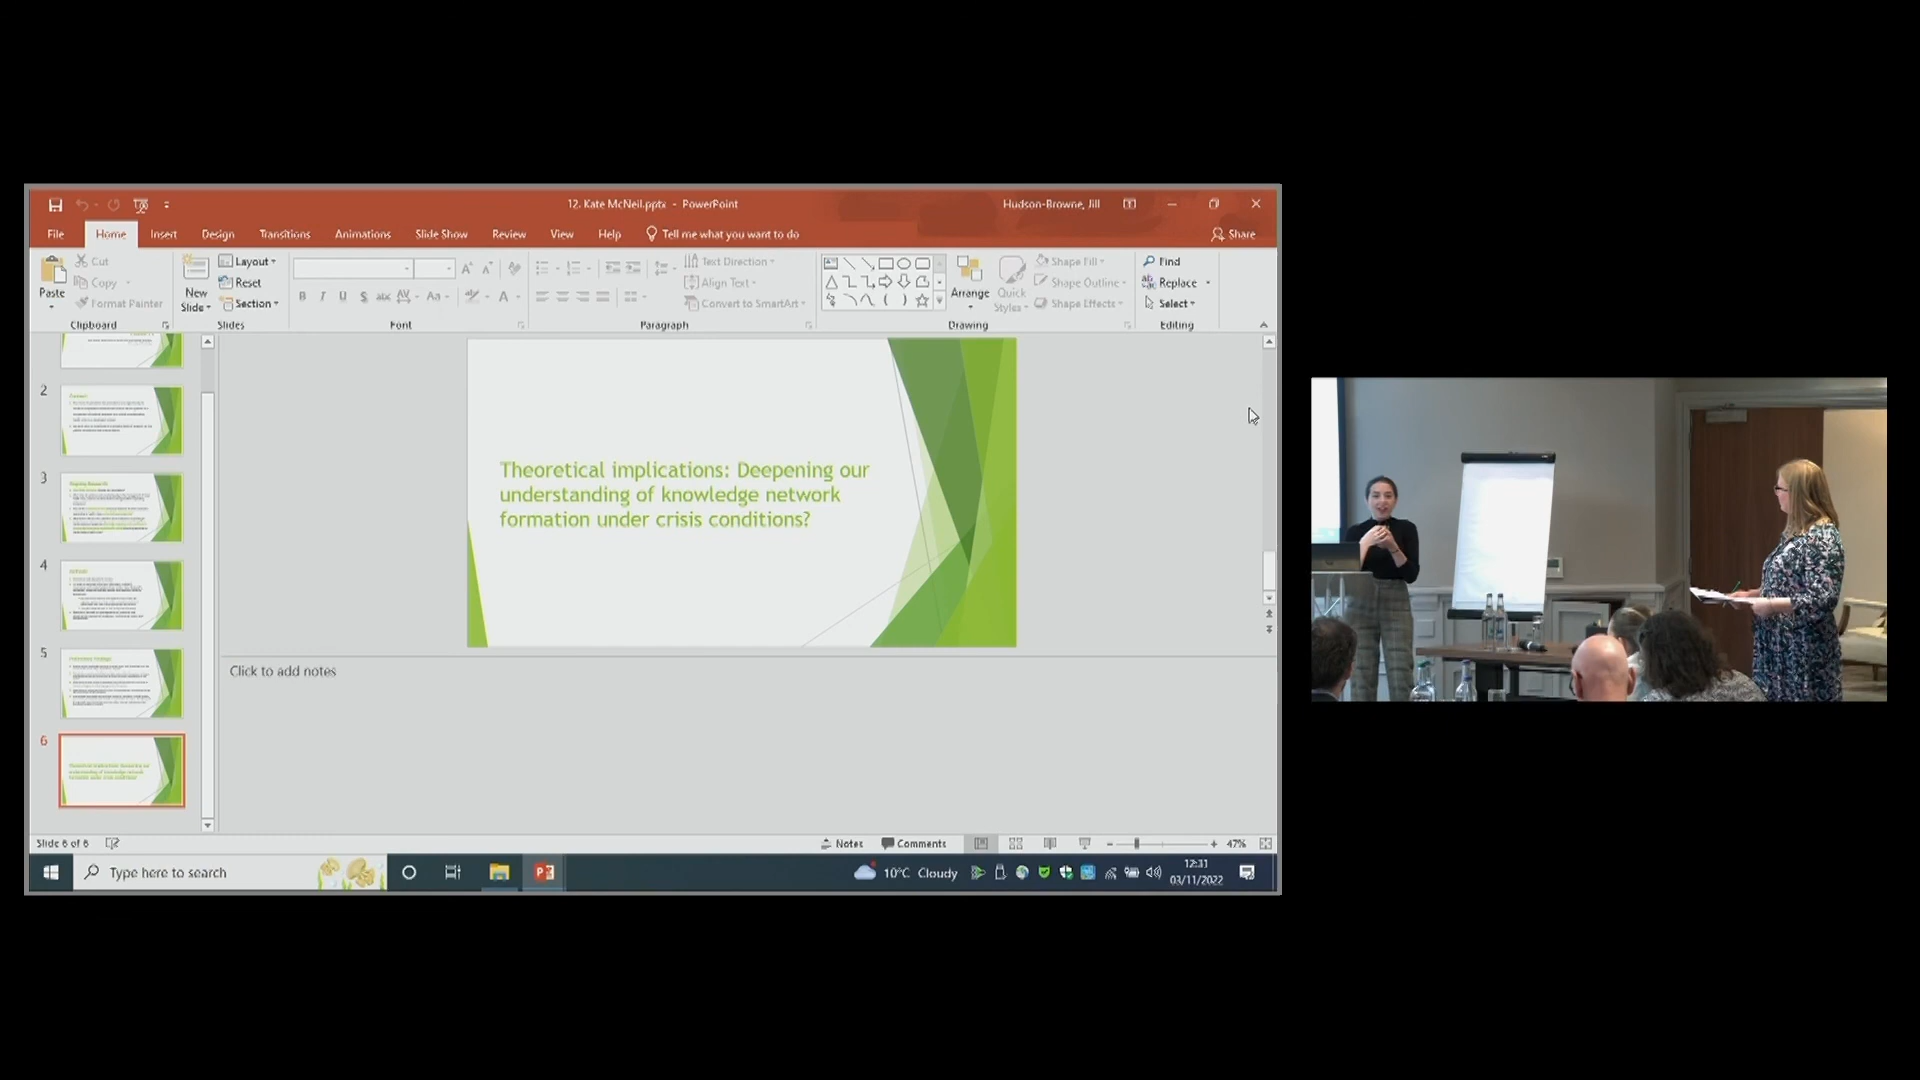 12. Kate McNeil.pptx - PowerPoint
Hudson-Browne, Jill
File
Home
Insert
Design
Transitions
Animations
Slide Show
Review
View
Help
Tell me what you want to do
Share
Paste
Cut
Copy
Format Painter
Clipboard
New
Slide
Layout
Reset
Section
Slides
Font
Text Direction
Align Text
Convert to SmartArt
Paragraph
Arrange
Quick
Styles
Shape Fill
Shape Outline
Shape Effects
Drawing
Find
Replace
Select
Editing
2
3
4
5
6
Theoretical implications: Deepening our
understanding of knowledge network
formation under crisis conditions?
Click to add notes
Slide 6 of 6
Notes
Comments
47%
Type here to search
10°C Cloudy
12:31
03/11/2022